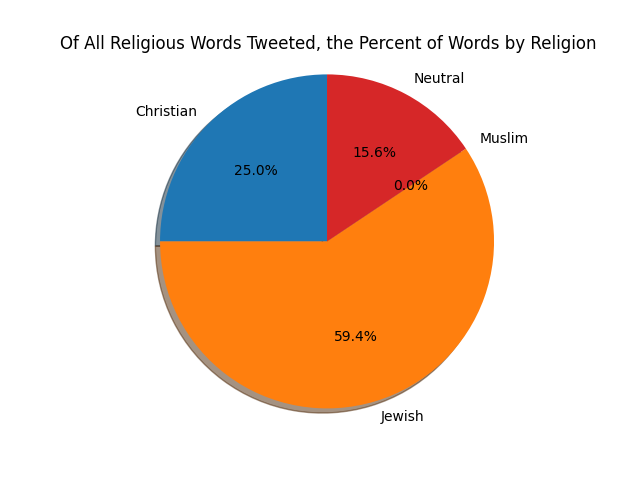 Of All Religious Words Tweeted, the Percent of Words by Religion
Neutral
Christian
Muslim
15.6%
25.0%
0.0%
59.4%
Jewish